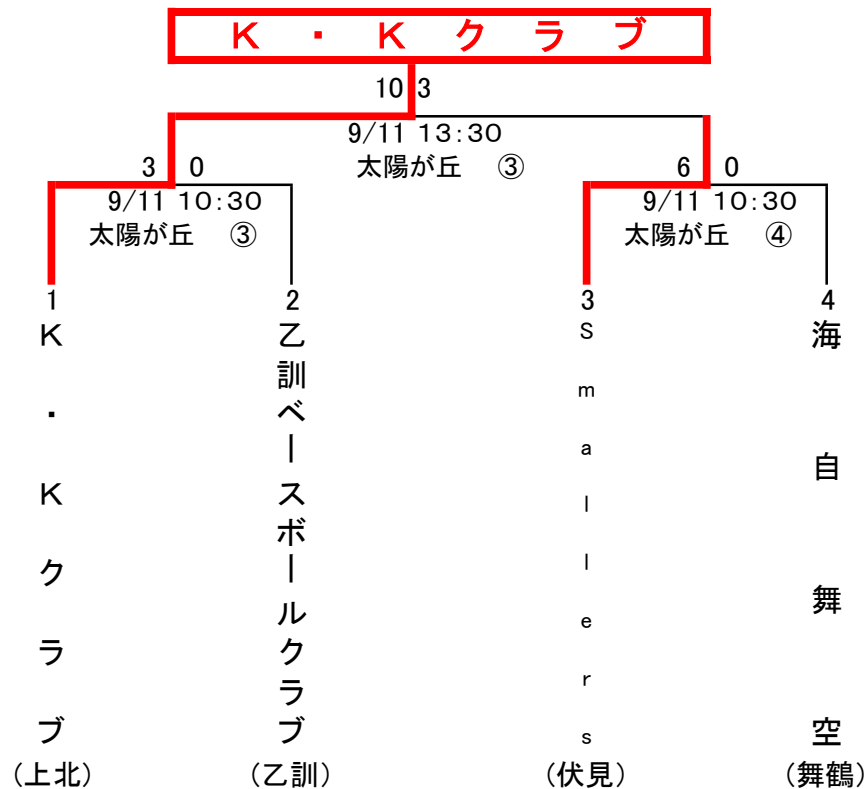 K・Kクラブ
10 3
9/11 13:30
太陽が丘 ③
3 0
9/11 10:30
太陽が丘 ③
6 0
9/11 10:30
太陽が丘 ④
1
K・Kクラブ
(上北)
2
乙訓ベースボールクラブ
(乙訓)
3
Smallers
(伏見)
4
海自舞空
(舞鶴)